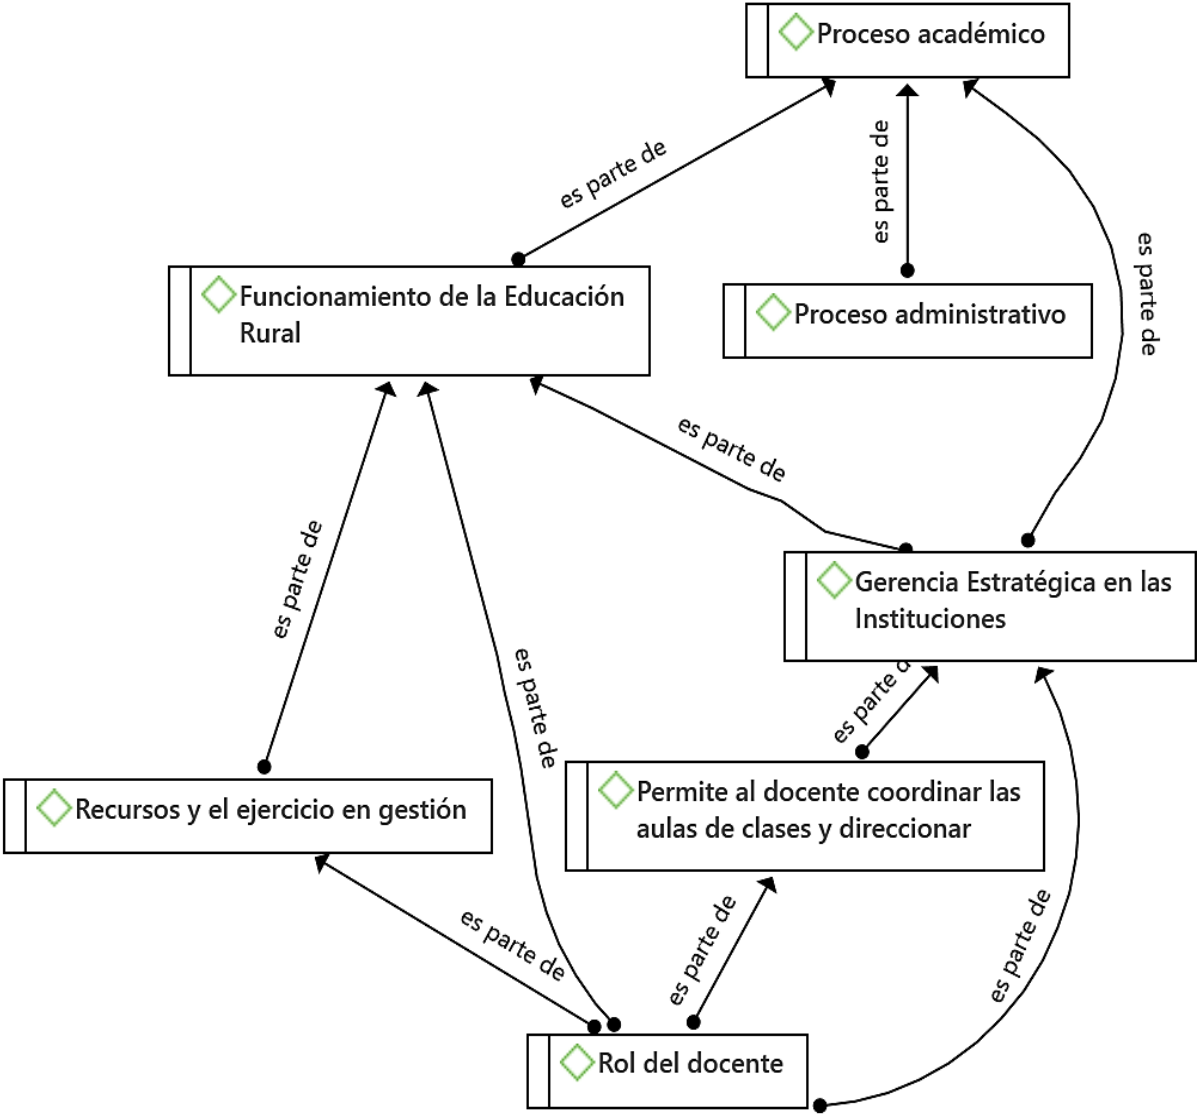 Proceso académico
es parte de
es parte de
es parte de
Funcionamiento de la Educación
Rural
Proceso administrativo
es parte de
es parte de
Gerencia Estratégica en las
Instituciones
es parte de
es parte d
Recursos y el ejercicio en gestión
Permite al docente coordinar las
aulas de clases y direccionar
es parte de
es parte de
es parte de
Rol del docente